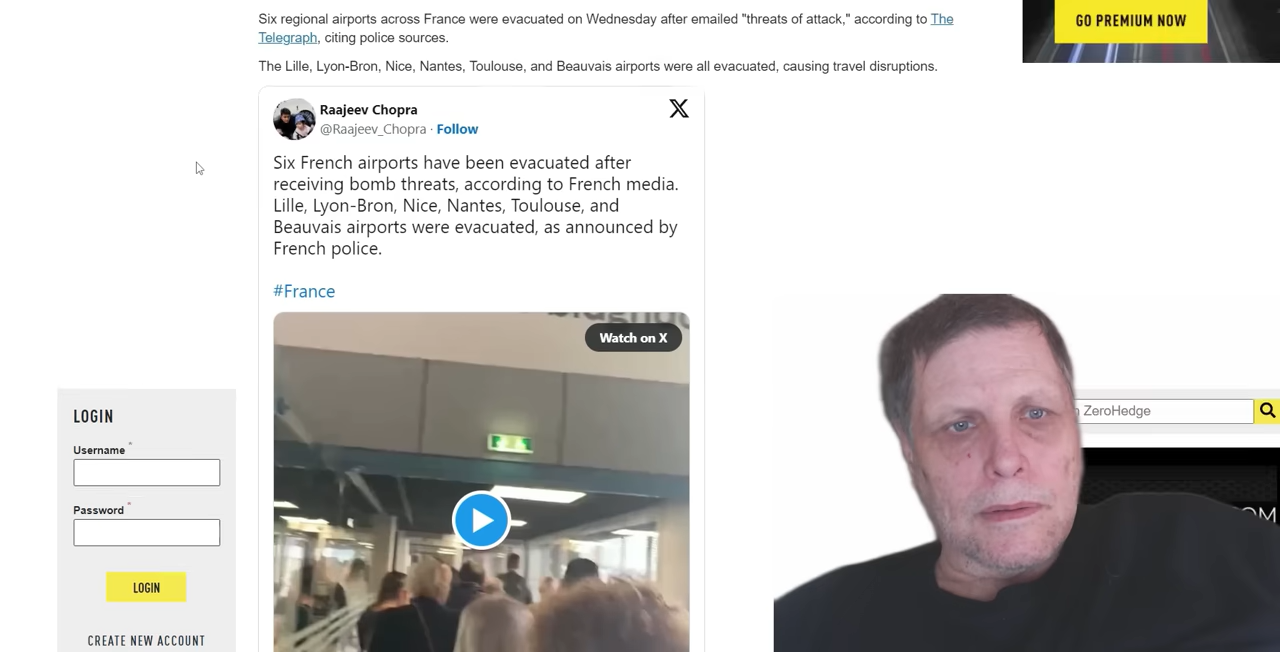 Six regional airports across France were evacuated on Wednesday after emailed "threats of attack," according to The
Telegraph, citing police sources.
GO PREMIUM NOW
The Lille, Lyon-Bron, Nice, Nantes, Toulouse, and Beauvais airports were all evacuated, causing travel disruptions.
Raajeev Chopra
@Raajeev_Chopra · Follow
Six French airports have been evacuated after
receiving bomb threats, according to French media.
Lille, Lyon-Bron, Nice, Nantes, Toulouse, and
Beauvais airports were evacuated, as announced by
French police.
#France
Watch on X
LOGIN
Username *
Password *
LOGIN
CREATE NEW ACCOUNT
ZeroHedge